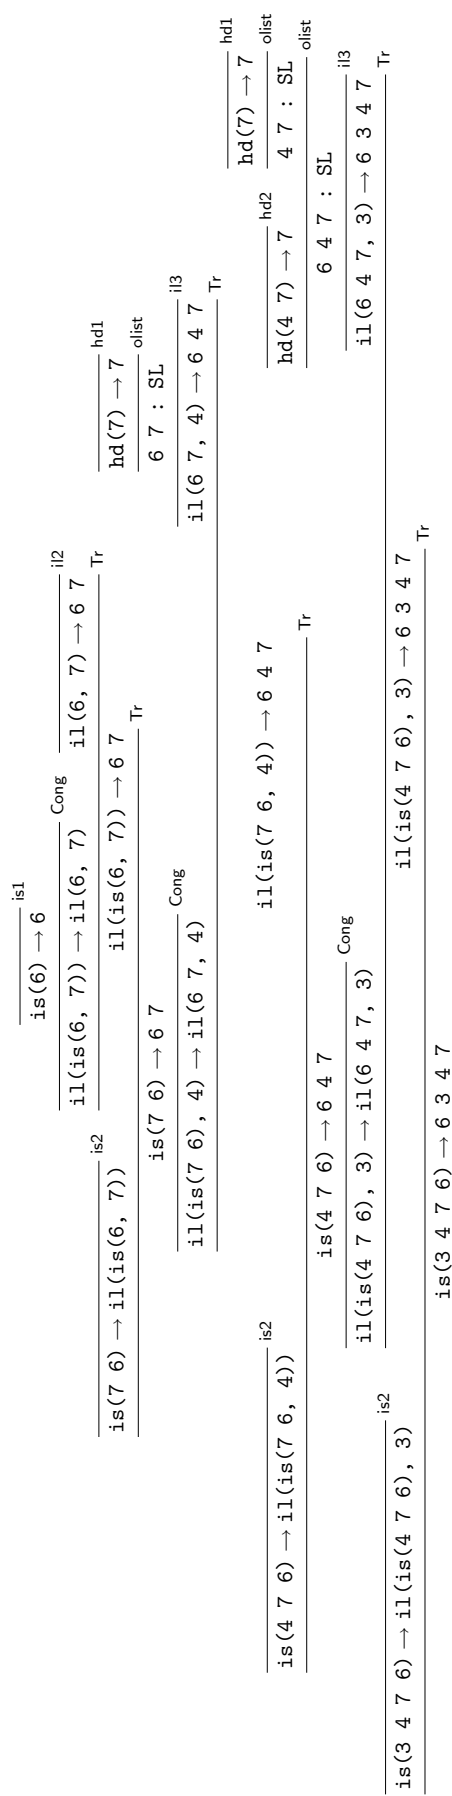 is1
is(6) → 6
Cong il2
il(is(6, 7)) → il(6, 7) il(6, 7) → 6 7
is2 Tr hd1
is(7 6) → il(is(6, 7)) il(is(6, 7)) → 6 7 hd(7) → 7
Tr olist
is(7 6) → 6 7 6 7 : SL
Cong il3
il(is(7 6), 4) → il(6 7, 4) il(6 7, 4) → 6 4 7
Tr
hd1
hd(7) → 7
is2 il(is(7 6, 4)) → 6 4 7 hd2 olist
is(4 7 6) → il(is(7 6, 4)) hd(4 7) → 7 4 7 : SL
Tr olist
is(4 7 6) → 6 4 7 6 4 7 : SL
Cong il3
il(is(4 7 6), 3) → il(6 4 7, 3) il(6 4 7, 3) → 6 3 4 7
is2 Tr
is(3 4 7 6) → il(is(4 7 6), 3) il(is(4 7 6), 3) → 6 3 4 7
Tr
is(3 4 7 6) → 6 3 4 7